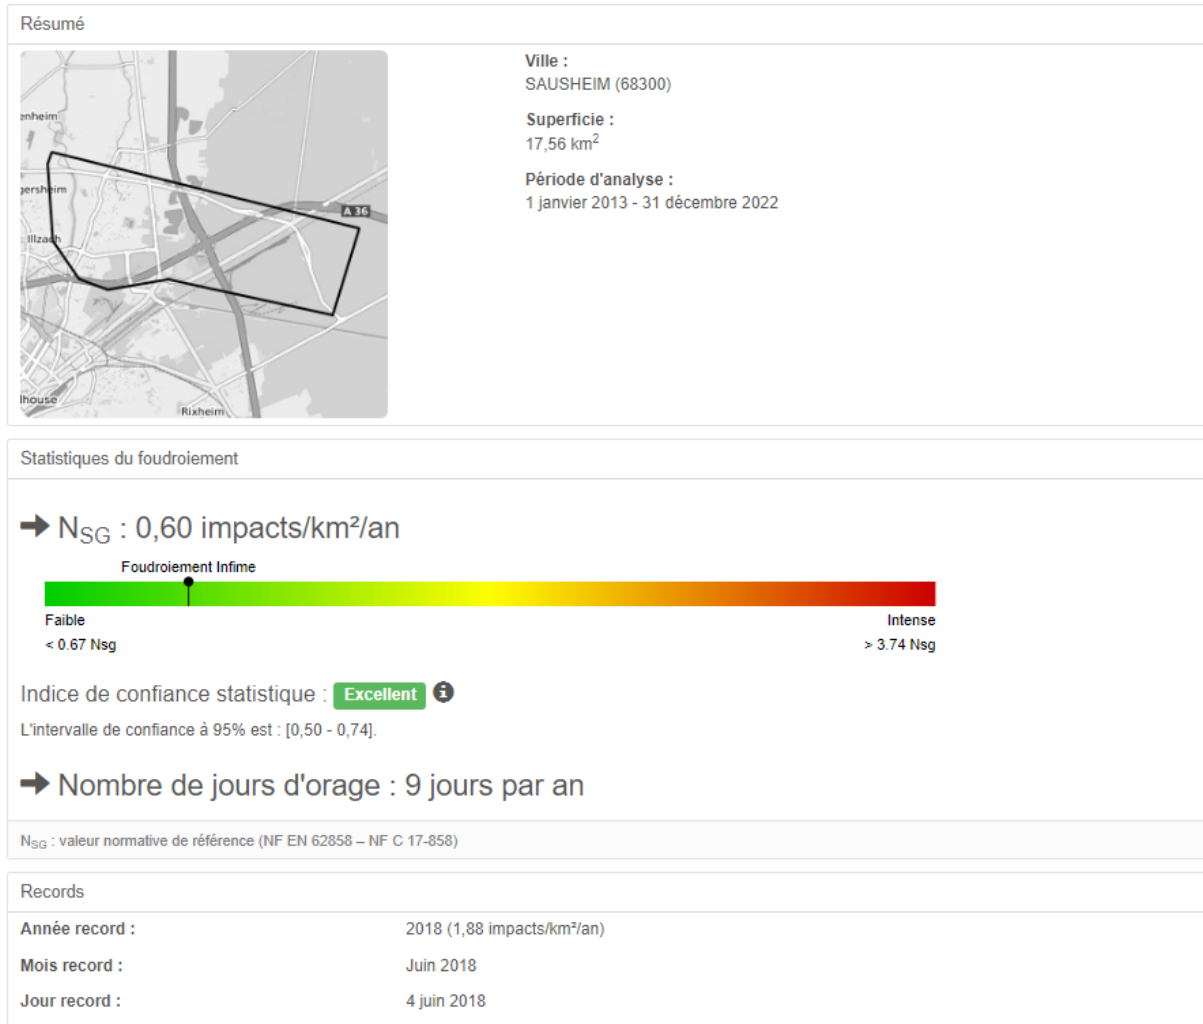 Résumé
enheim
gersheim
Illzach
A 36
lhouse
Rixheim
Ville :
SAUSHEIM (68300)
Superficie :
17,56 km²
Période d'analyse :
1 janvier 2013 - 31 décembre 2022
Statistiques du foudroiement
➔ NSG : 0,60 impacts/km²/an
Foudroiement Infime
Faible
Intense
< 0.67 Nsg
> 3.74 Nsg
Indice de confiance statistique : Excellent
L'intervalle de confiance à 95% est : [0,50 - 0,74].
➔ Nombre de jours d'orage : 9 jours par an
NSG : valeur normative de référence (NF EN 62858 – NF C 17-858)
Records
Année record : 2018 (1,88 impacts/km²/an)
Mois record : Juin 2018
Jour record : 4 juin 2018